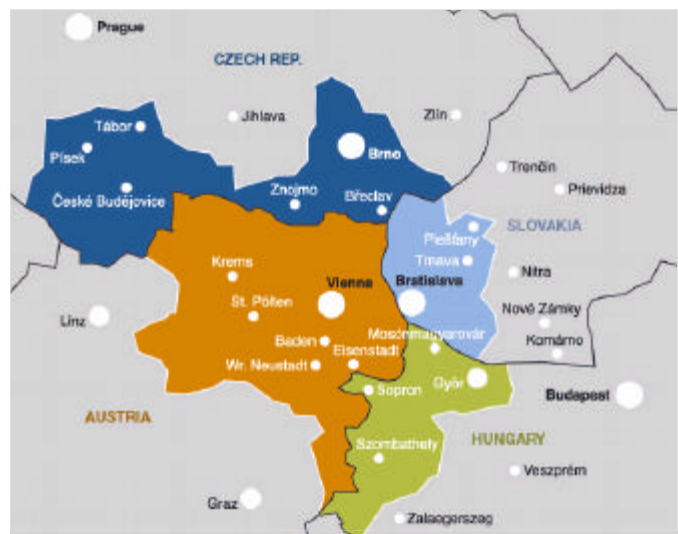 Prague
CZECH REP.
Tábor
Jihlava
Zlín
Písek
Brno
Trenčín
České Budějovice
Znojmo
Břeclav
Prievidza
Piešťany
SLOVAKIA
Krems
Trnava
Nitra
Vienna
Bratislava
St. Pölten
Nové Zámky
Linz
Baden
Mosonmagyarovár
Komárno
Eisenstadt
Wr. Neustadt
Győr
Sopron
Budapest
AUSTRIA
Szombathely
HUNGARY
Veszprém
Graz
Zalaegerszeg